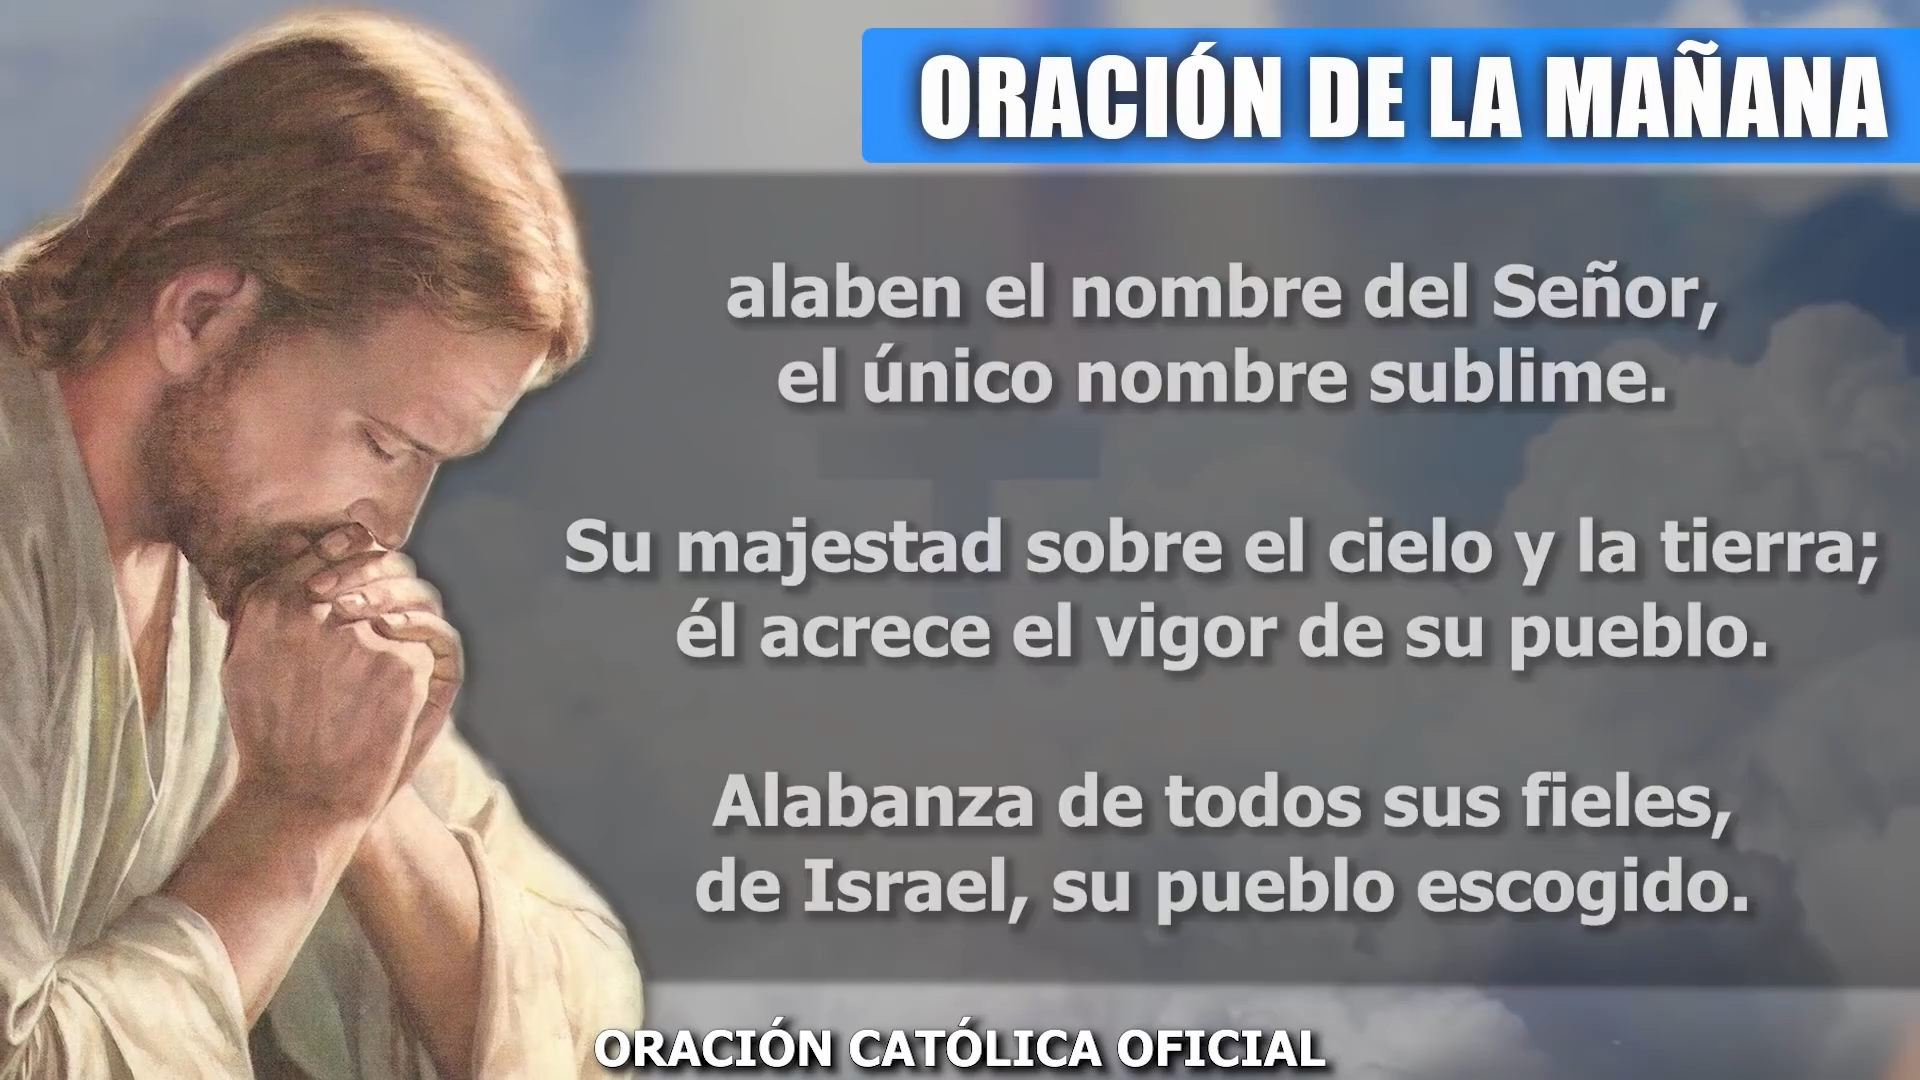 ORACIÓN DE LA MAÑANA
alaben el nombre del Señor,
el único nombre sublime.
Su majestad sobre el cielo y la tierra;
él acrece el vigor de su pueblo.
Alabanza de todos sus fieles,
de Israel, su pueblo escogido.
ORACIÓN CATÓLICA OFICIAL